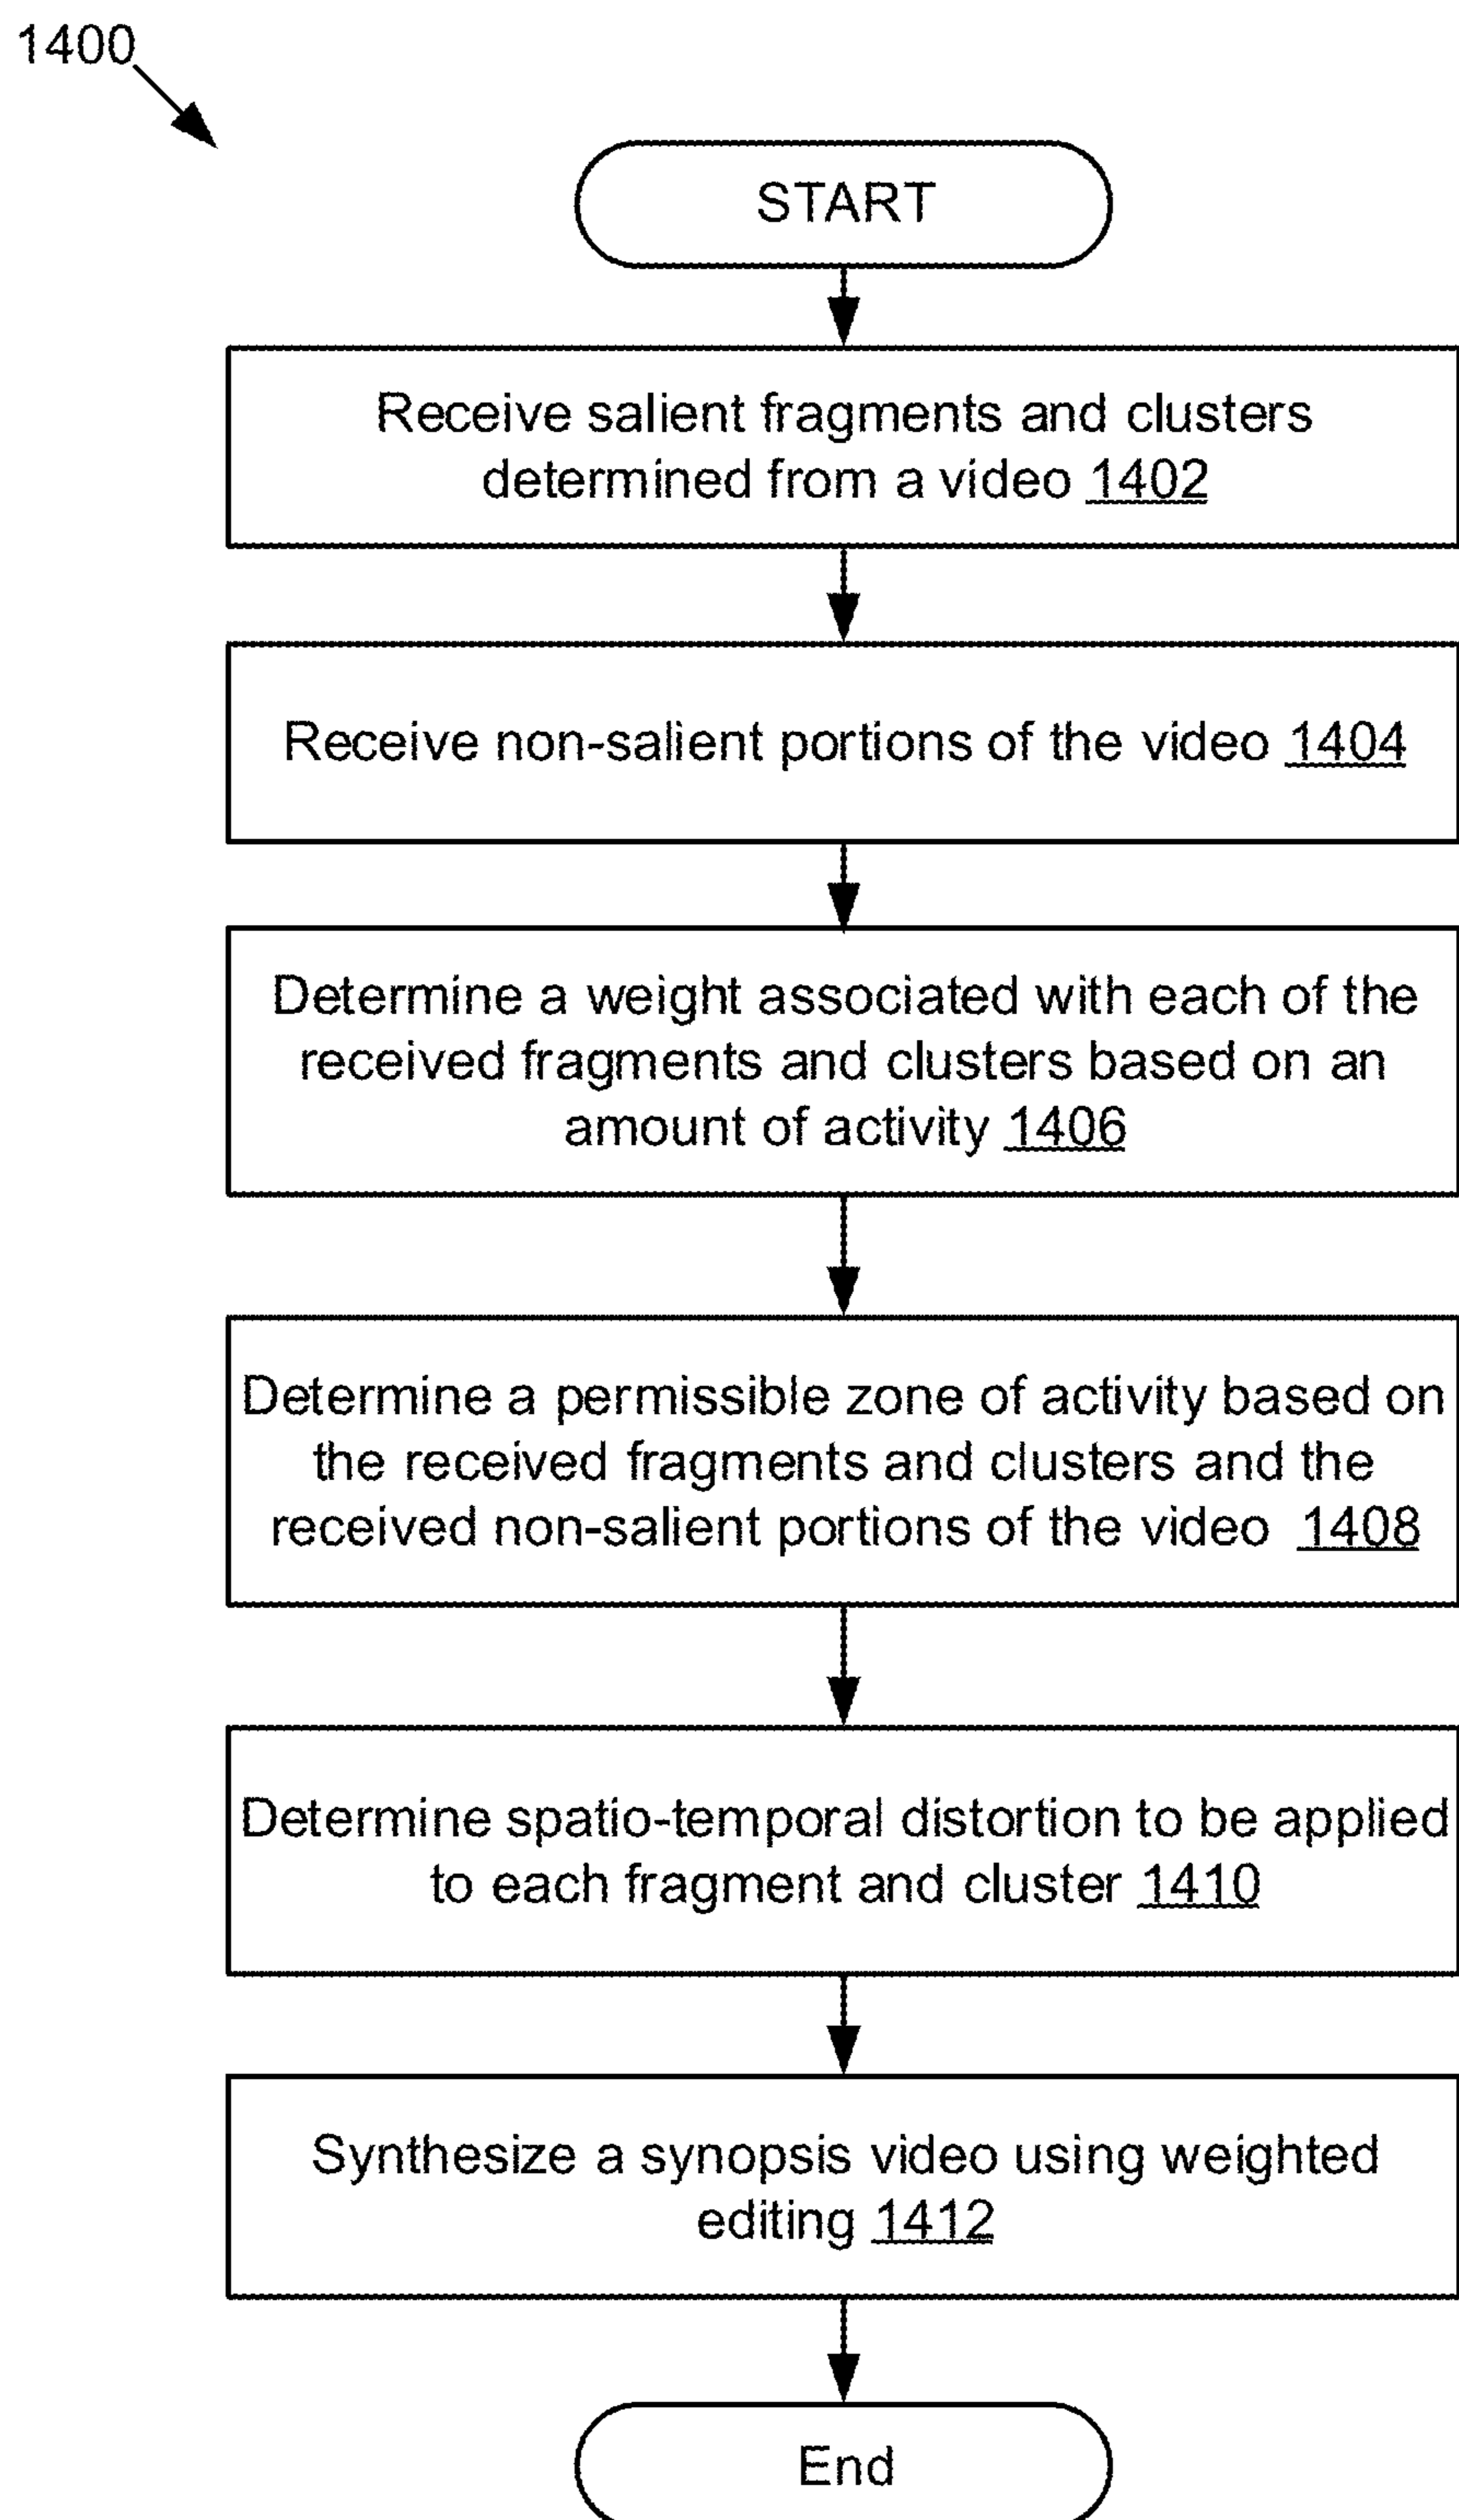 1400
START
Receive salient fragments and clusters
determined from a video 1402
Receive non-salient portions of the video 1404
Determine a weight associated with each of the
received fragments and clusters based on an
amount of activity 1406
Determine a permissible zone of activity based on
the received fragments and clusters and the
received non-salient portions of the video 1408
Determine spatio-temporal distortion to be applied
to each fragment and cluster 1410
Synthesize a synopsis video using weighted
editing 1412
End